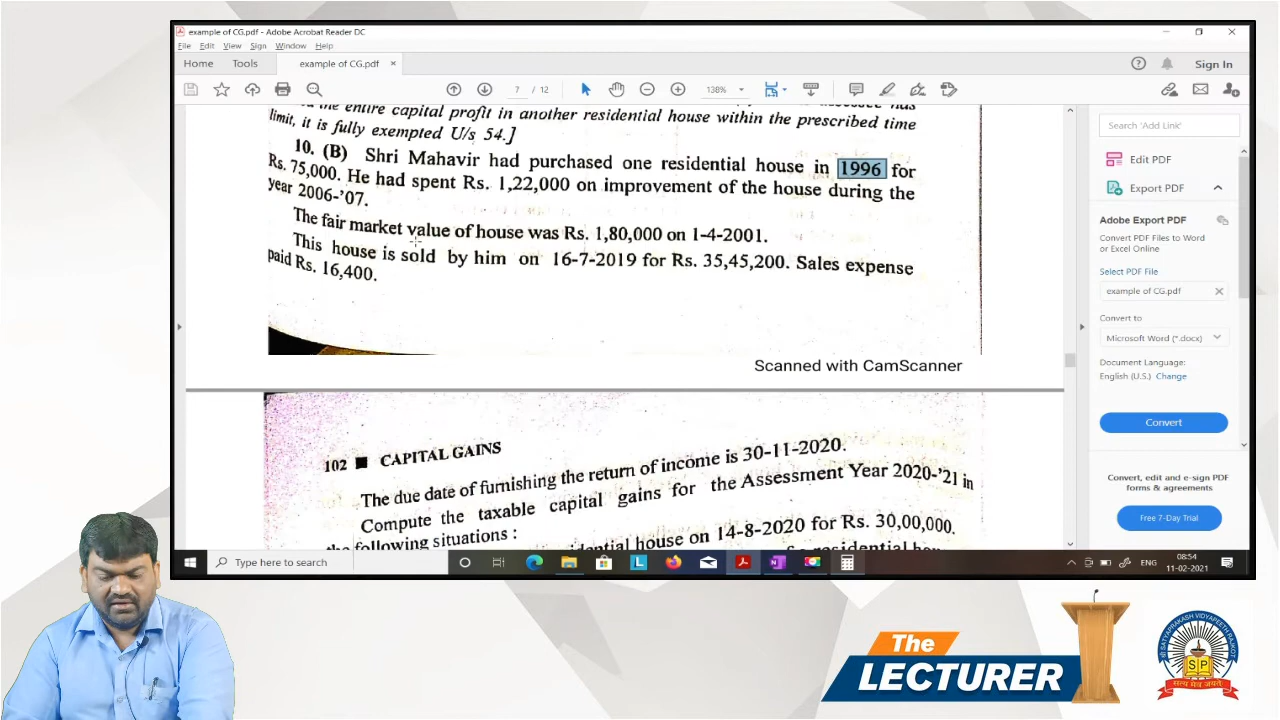 example of CG.pdf - Adobe Acrobat Reader DC
File Edit View Sign Window Help
Home Tools example of CG.pdf ×
Sign In
7 / 12 138%
the entire capital profit in another residential house within the prescribed time
limit, it is fully exempted U/s 54.]
10. (B) Shri Mahavir had purchased one residential house in 1996 for
Rs. 75,000. He had spent Rs. 1,22,000 on improvement of the house during the
year 2006-'07.
The fair market value of house was Rs. 1,80,000 on 1-4-2001.
This house is sold by him on 16-7-2019 for Rs. 35,45,200. Sales expense
paid Rs. 16,400.
Scanned with CamScanner
102 ■ CAPITAL GAINS
The due date of furnishing the return of income is 30-11-2020.
Compute the taxable capital gains for the Assessment Year 2020-'21 in
the following situations :
house on 14-8-2020 for Rs. 30,00,000.
Search 'Add Link'
Edit PDF
Export PDF
Adobe Export PDF
Convert PDF Files to Word
or Excel Online
Select PDF File
example of CG.pdf ×
Convert to
Microsoft Word (*.docx)
Document Language:
English (U.S.) Change
Convert
Convert, edit and e-sign PDF
forms & agreements
Free 7-Day Trial
Type here to search
ENG
08:54
11-02-2021
The
LECTURER
SP
सत्यमेव जयते